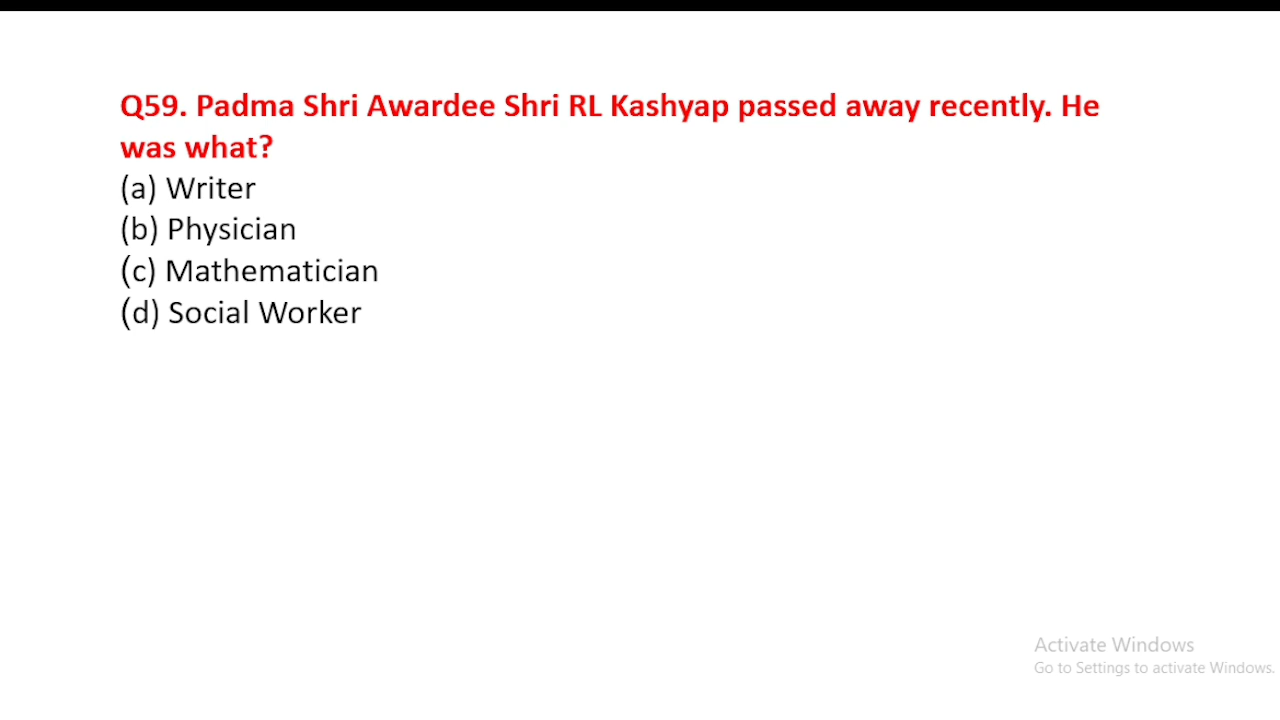 Q59. Padma Shri Awardee Shri RL Kashyap passed away recently. He
was what?
(a) Writer
(b) Physician
(c) Mathematician
(d) Social Worker
Activate Windows
Go to Settings to activate Windows.